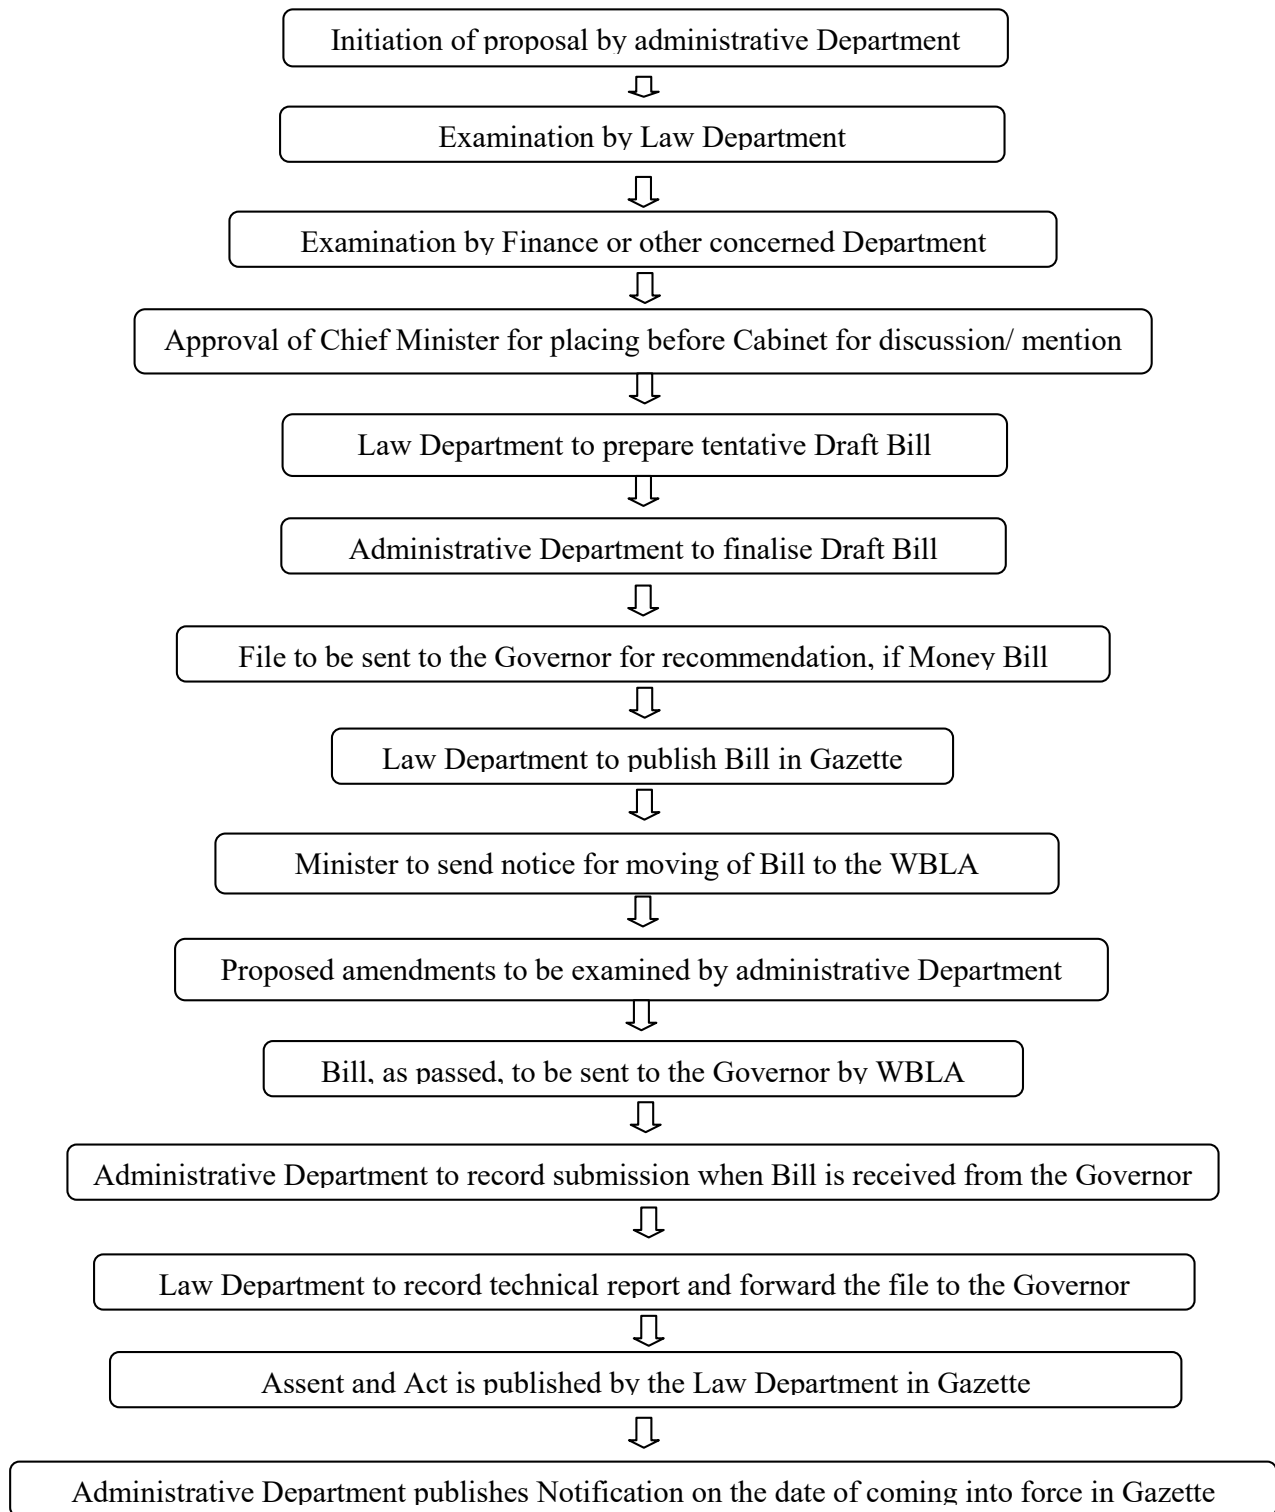 Initiation of proposal by administrative Department
Examination by Law Department
Examination by Finance or other concerned Department
Approval of Chief Minister for placing before Cabinet for discussion/ mention
Law Department to prepare tentative Draft Bill
Administrative Department to finalise Draft Bill
File to be sent to the Governor for recommendation, if Money Bill
Law Department to publish Bill in Gazette
Minister to send notice for moving of Bill to the WBLA
Proposed amendments to be examined by administrative Department
Bill, as passed, to be sent to the Governor by WBLA
Administrative Department to record submission when Bill is received from the Governor
Law Department to record technical report and forward the file to the Governor
Assent and Act is published by the Law Department in Gazette
Administrative Department publishes Notification on the date of coming into force in Gazette